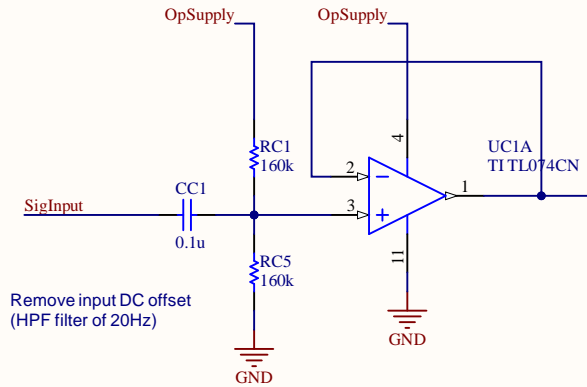 OpSupply
OpSupply
RC1
160k
4
UC1A
TI TL074CN
2
1
CC1
3
SigInput
0.1u
RC5
160k
11
Remove input DC offset
(HPF filter of 20Hz)
GND
GND